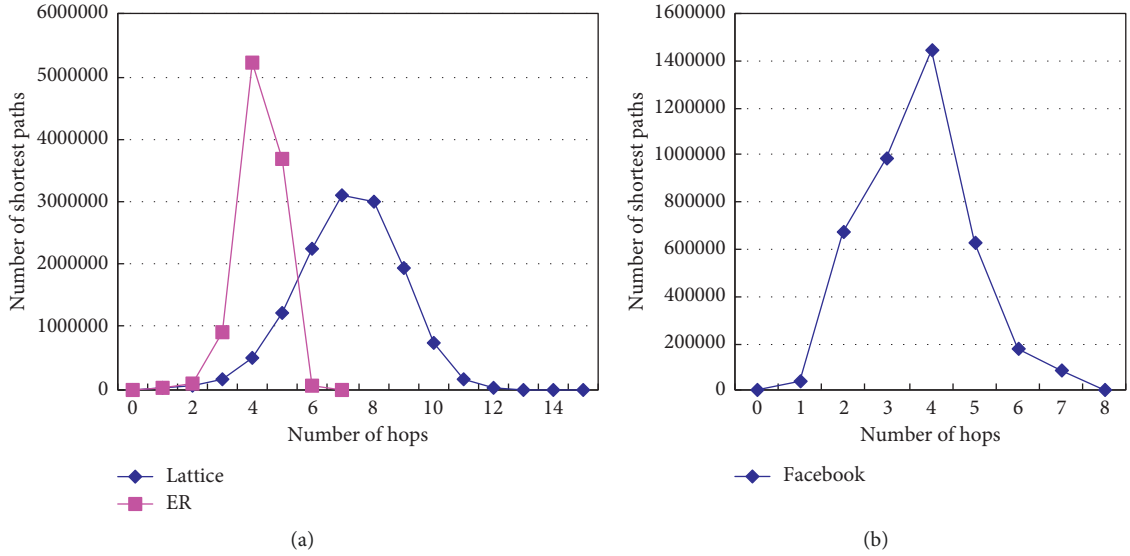 6000000
5000000
4000000
3000000
2000000
1000000
0
Number of shortest paths
0 2 4 6 8 10 12 14
Number of hops
Lattice
ER
(a)
1600000
1400000
1200000
1000000
800000
600000
400000
200000
0
Number of shortest paths
0 1 2 3 4 5 6 7 8
Number of hops
Facebook
(b)